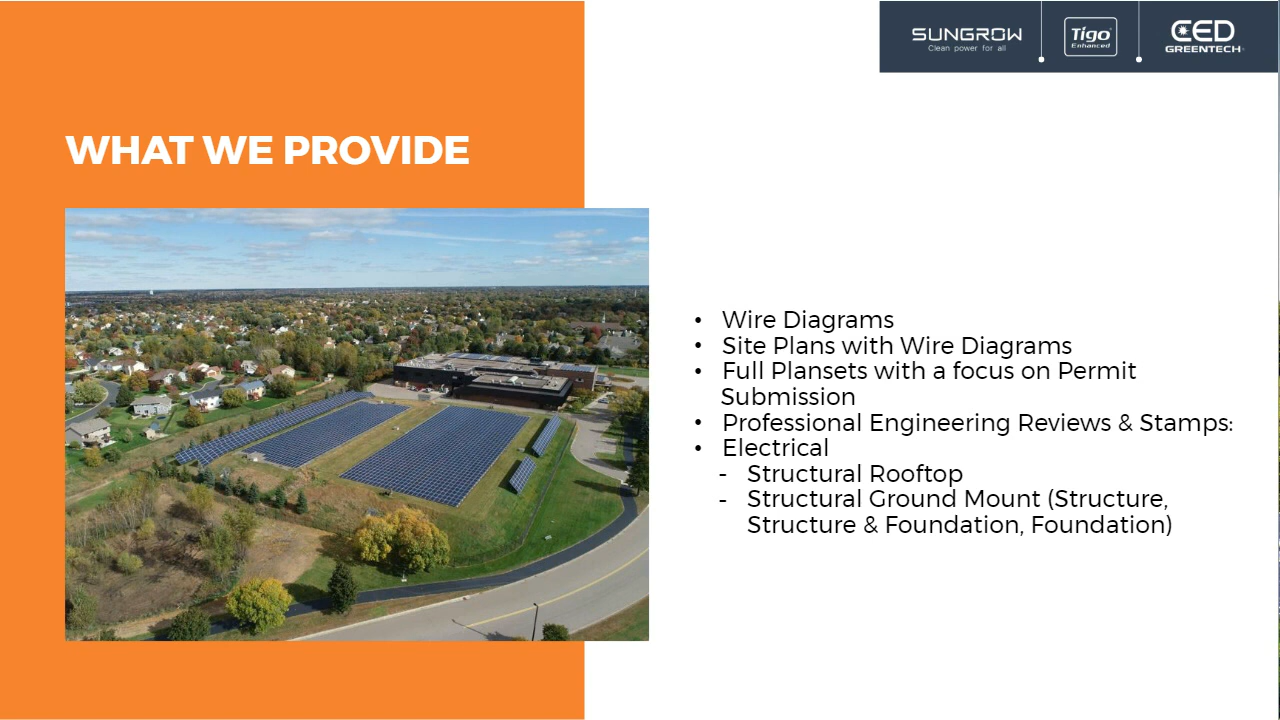 SUNGROW
Clean power for all
Tigo
Enhanced
CED
GREENTECH
WHAT WE PROVIDE
• Wire Diagrams
• Site Plans with Wire Diagrams
• Full Plansets with a focus on Permit
Submission
• Professional Engineering Reviews & Stamps:
• Electrical
- Structural Rooftop
- Structural Ground Mount (Structure,
Structure & Foundation, Foundation)